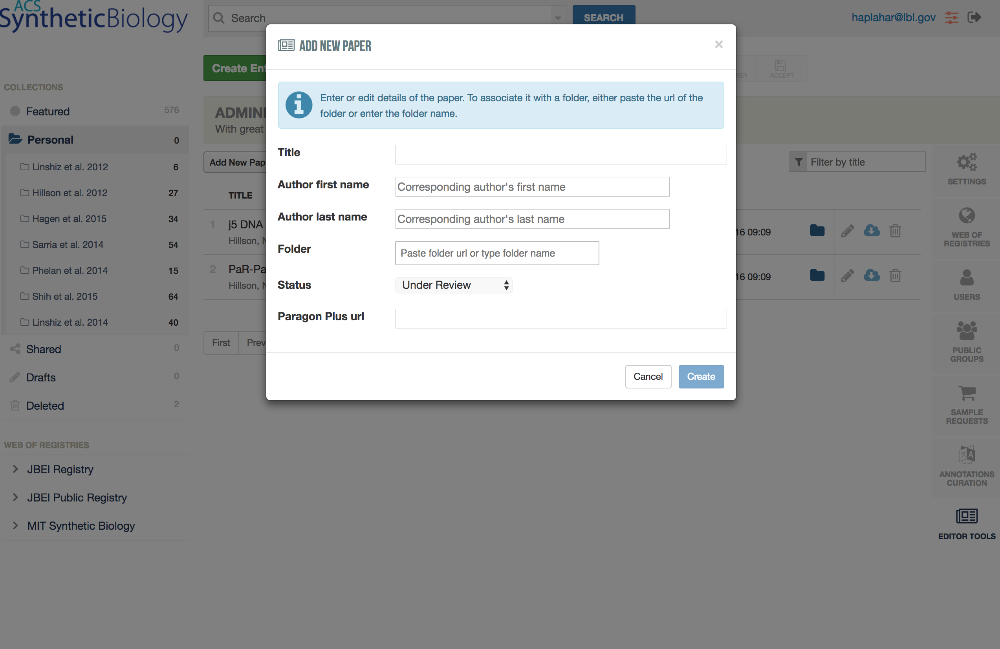 ACS
SyntheticBiology
Search
SEARCH
haplahar@lbl.gov
ADD NEW PAPER
×
Create
ACCEPT
COLLECTIONS
Featured 576
Personal 0
Linshiz et al. 2012 6
Hillson et al. 2012 27
Hagen et al. 2015 34
Sarria et al. 2014 54
Phelan et al. 2014 15
Shih et al. 2015 64
Linshiz et al. 2014 40
Shared 0
Drafts 0
Deleted 2
WEB OF REGISTRIES
JBEI Registry
JBEI Public Registry
MIT Synthetic Biology
With great
Add New
TITLE
1 j5 DNA
Hillson,
2
Hillson,
First
Enter or edit details of the paper. To associate it with a folder, either paste the url of the
folder or enter the folder name.
Title
Author first name Corresponding author's first name
Author last name Corresponding author's last name
Folder Paste folder url or type folder name
Status Under Review
Paragon Plus url
Cancel Create
Filter by title
16 09:09
16 09:09
SETTINGS
WEB OF
REGISTRIES
USERS
PUBLIC
GROUPS
SAMPLE
REQUESTS
ANNOTATIONS
CURATION
EDITOR TOOLS